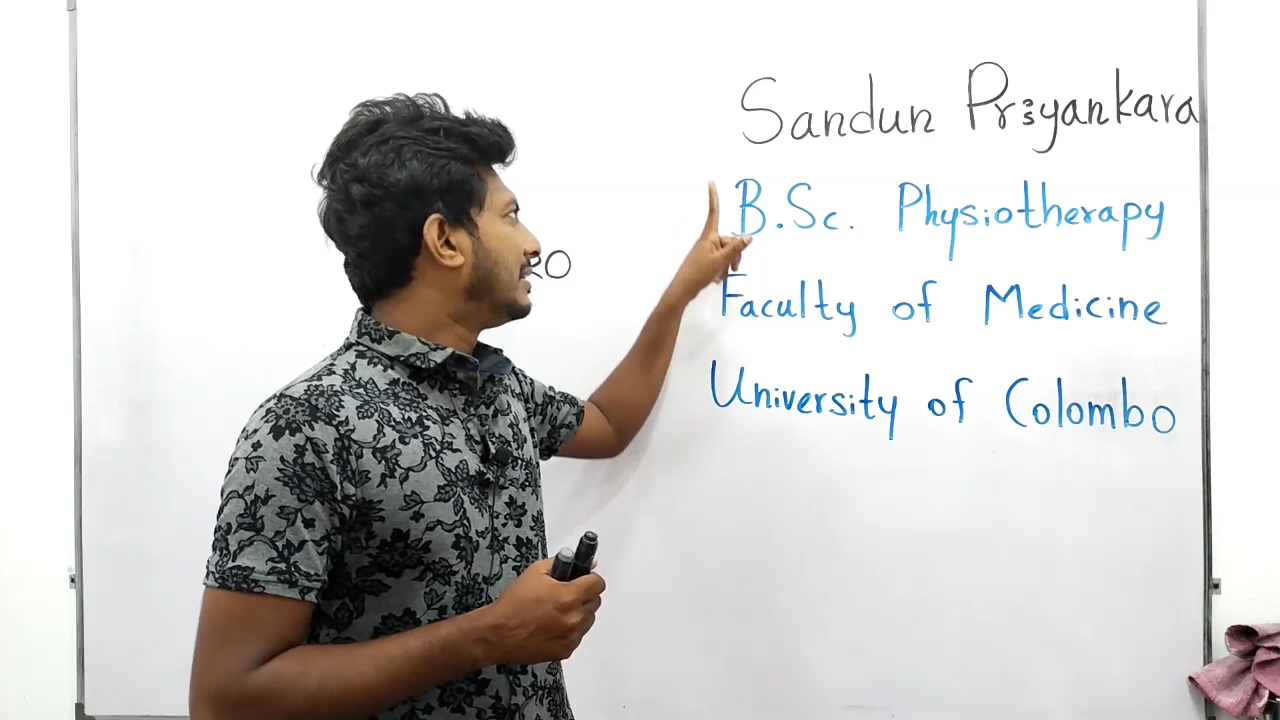 Sandun Priyankara
B.Sc. Physiotherapy
Faculty of Medicine
University of Colombo